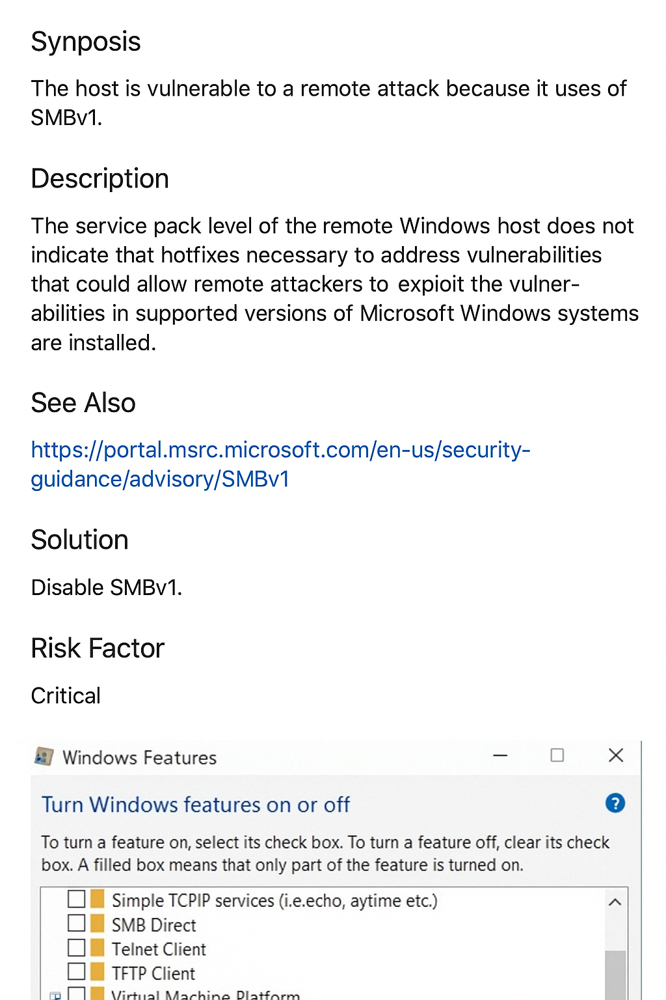 Synposis
The host is vulnerable to a remote attack because it uses of
SMBv1.
Description
The service pack level of the remote Windows host does not
indicate that hotfixes necessary to address vulnerabilities
that could allow remote attackers to expioit the vulner-
abilities in supported versions of Microsoft Windows systems
are installed.
See Also
https://portal.msrc.microsoft.com/en-us/security-
guidance/advisory/SMBv1
Solution
Disable SMBv1.
Risk Factor
Critical
Windows Features
Turn Windows features on or off
?
To turn a feature on, select its check box. To turn a feature off, clear its check
box. A filled box means that only part of the feature is turned on.
Simple TCPIP services (i.e.echo, aytime etc.)
SMB Direct
Telnet Client
TFTP Client
Virtual Machine Platform